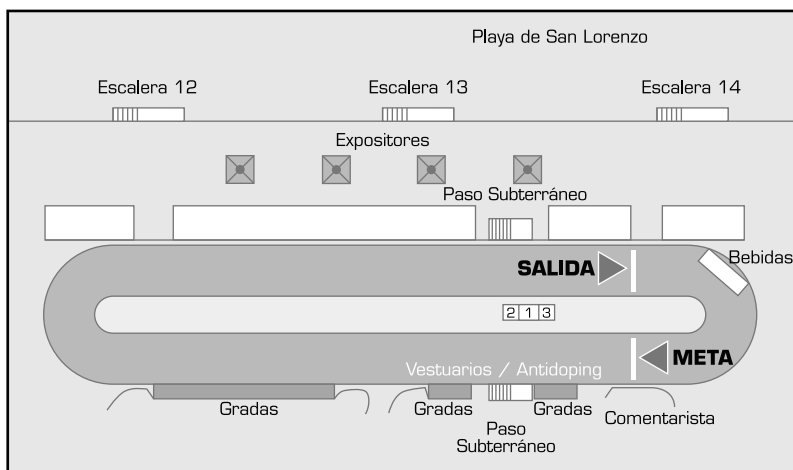 Playa de San Lorenzo
Escalera 12
Escalera 13
Escalera 14
Expositores
Paso Subterráneo
Bebidas
SALIDA
2 1 3
META
Vestuarios / Antidoping
Gradas
Gradas
Gradas
Comentarista
Paso
Subterráneo